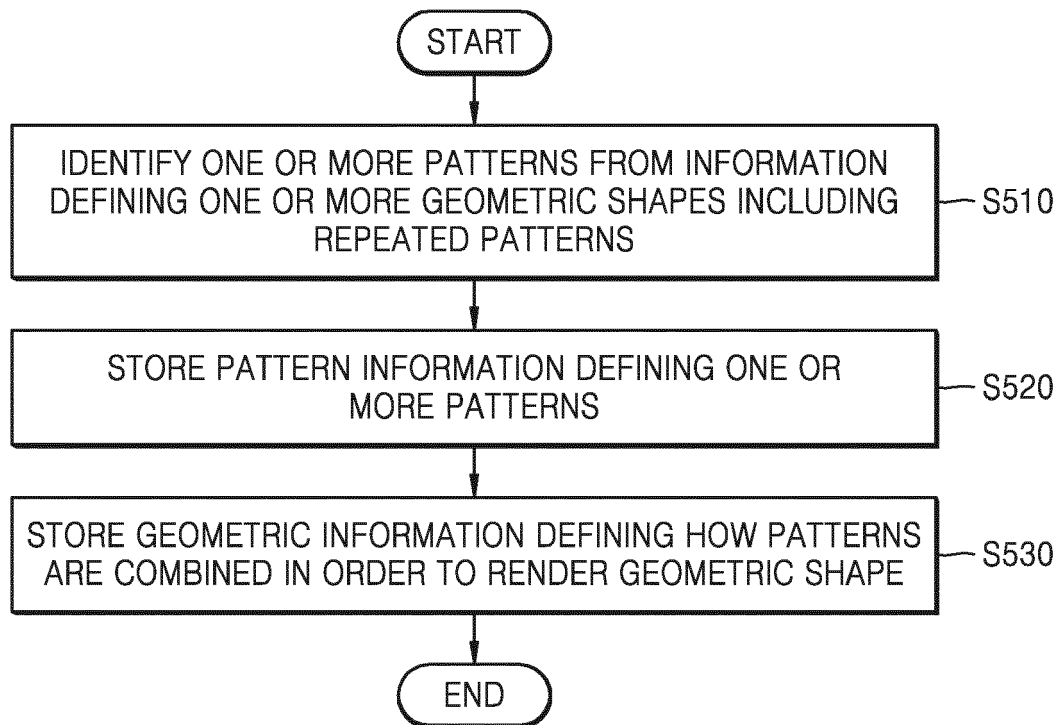 START
IDENTIFY ONE OR MORE PATTERNS FROM INFORMATION
DEFINING ONE OR MORE GEOMETRIC SHAPES INCLUDING
REPEATED PATTERNS
S510
STORE PATTERN INFORMATION DEFINING ONE OR
MORE PATTERNS
S520
STORE GEOMETRIC INFORMATION DEFINING HOW PATTERNS
ARE COMBINED IN ORDER TO RENDER GEOMETRIC SHAPE
S530
END